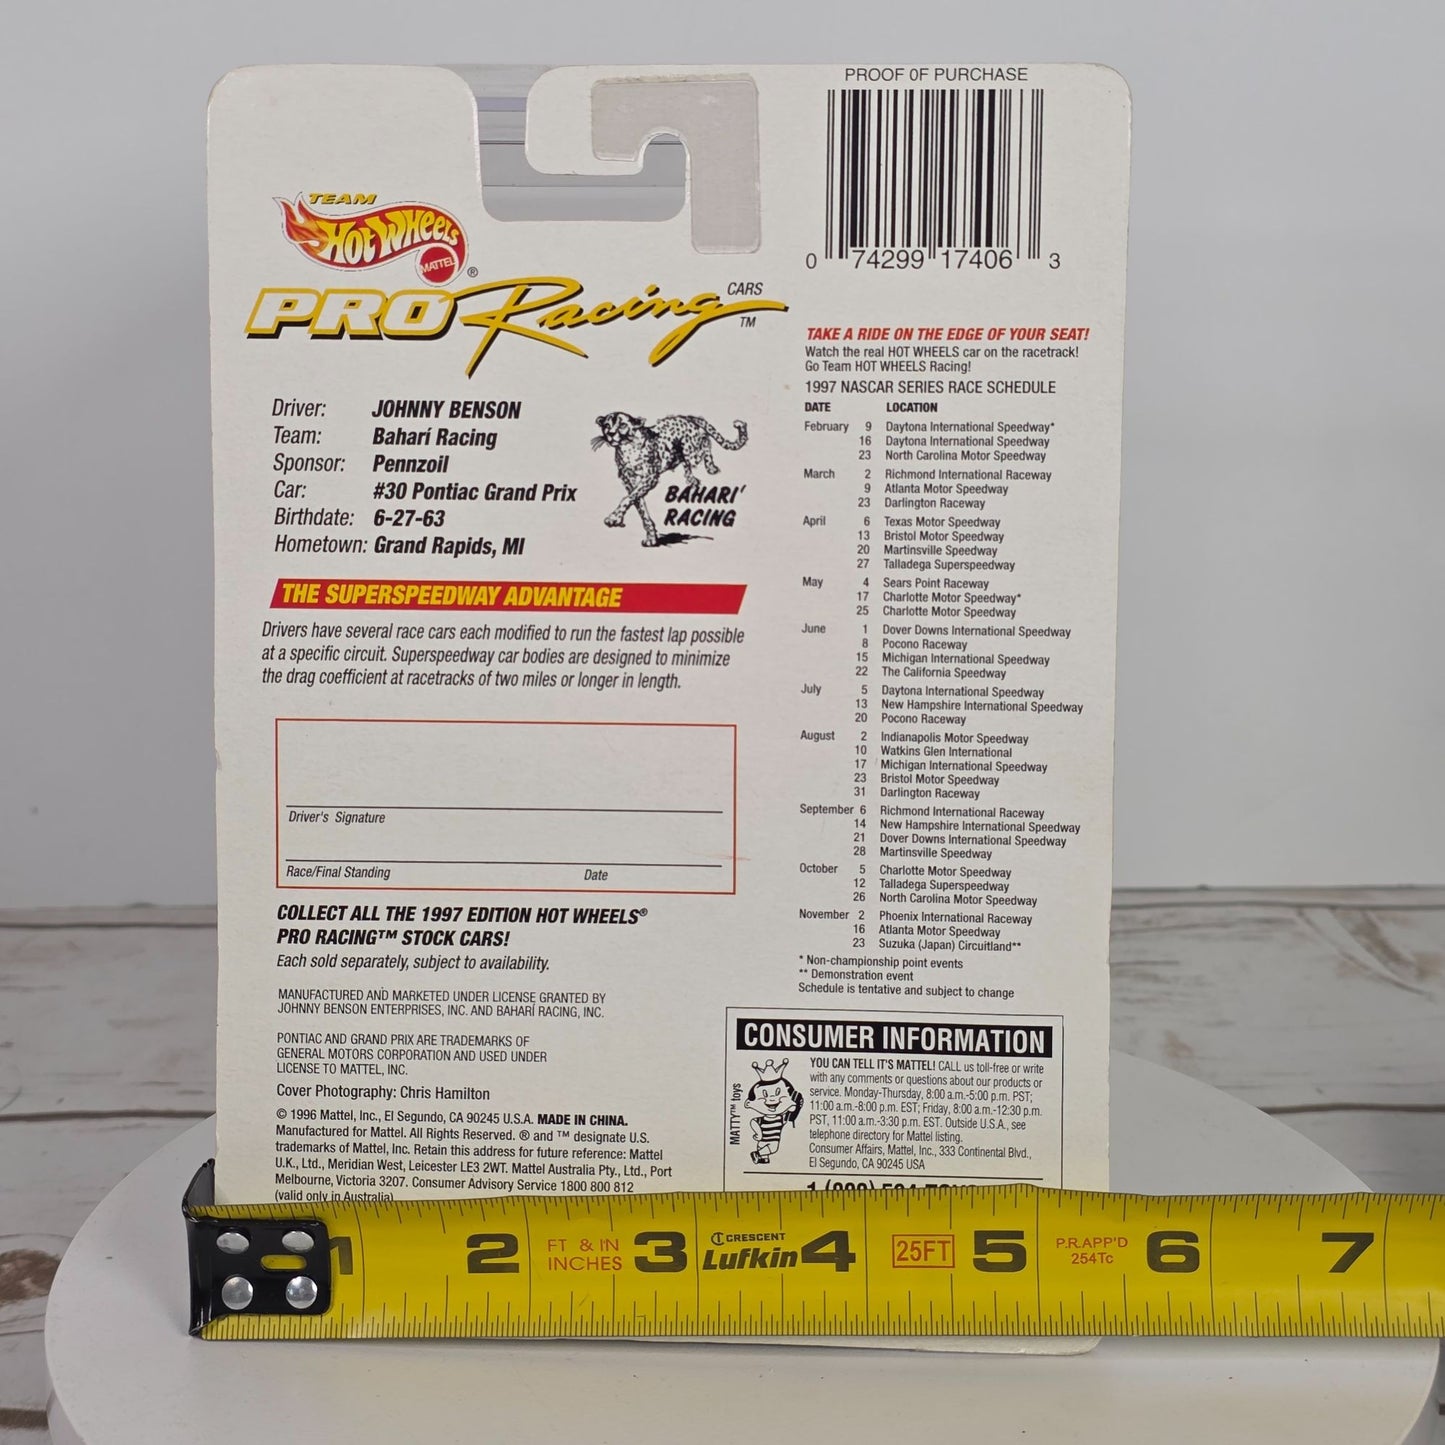 PROOF OF PURCHASE
0 74299 17406 3
TEAM
Hot Wheels
MATTEL ®
PRO Racing CARS ™
Driver: JOHNNY BENSON
Team: Baharí Racing
Sponsor: Pennzoil
Car: #30 Pontiac Grand Prix
Birthdate: 6-27-63
Hometown: Grand Rapids, MI
BAHARI'
RACING
THE SUPERSPEEDWAY ADVANTAGE
Drivers have several race cars each modified to run the fastest lap possible
at a specific circuit. Superspeedway car bodies are designed to minimize
the drag coefficient at racetracks of two miles or longer in length.
Driver's Signature
Race/Final Standing Date
COLLECT ALL THE 1997 EDITION HOT WHEELS®
PRO RACING™ STOCK CARS!
Each sold separately, subject to availability.
MANUFACTURED AND MARKETED UNDER LICENSE GRANTED BY
JOHNNY BENSON ENTERPRISES, INC. AND BAHARÍ RACING, INC.
PONTIAC AND GRAND PRIX ARE TRADEMARKS OF
GENERAL MOTORS CORPORATION AND USED UNDER
LICENSE TO MATTEL, INC.
Cover Photography: Chris Hamilton
© 1996 Mattel, Inc., El Segundo, CA 90245 U.S.A. MADE IN CHINA.
Manufactured for Mattel. All Rights Reserved. ® and ™ designate U.S.
trademarks of Mattel, Inc. Retain this address for future reference: Mattel
U.K., Ltd., Meridian West, Leicester LE3 2WT. Mattel Australia Pty., Ltd., Port
Melbourne, Victoria 3207. Consumer Advisory Service 1800 800 812
(valid only in Australia)
TAKE A RIDE ON THE EDGE OF YOUR SEAT!
Watch the real HOT WHEELS car on the racetrack!
Go Team HOT WHEELS Racing!
1997 NASCAR SERIES RACE SCHEDULE
DATE LOCATION
February 9 Daytona International Speedway*
16 Daytona International Speedway
23 North Carolina Motor Speedway
March 2 Richmond International Raceway
9 Atlanta Motor Speedway
23 Darlington Raceway
April 6 Texas Motor Speedway
13 Bristol Motor Speedway
20 Martinsville Speedway
27 Talladega Superspeedway
May 4 Sears Point Raceway
17 Charlotte Motor Speedway*
25 Charlotte Motor Speedway
June 1 Dover Downs International Speedway
8 Pocono Raceway
15 Michigan International Speedway
22 The California Speedway
July 5 Daytona International Speedway
13 New Hampshire International Speedway
20 Pocono Raceway
August 2 Indianapolis Motor Speedway
10 Watkins Glen International
17 Michigan International Speedway
23 Bristol Motor Speedway
31 Darlington Raceway
September 6 Richmond International Raceway
14 New Hampshire International Speedway
21 Dover Downs International Speedway
28 Martinsville Speedway
October 5 Charlotte Motor Speedway
12 Talladega Superspeedway
26 North Carolina Motor Speedway
November 2 Phoenix International Raceway
16 Atlanta Motor Speedway
23 Suzuka (Japan) Circuitland**
* Non-championship point events
** Demonstration event
Schedule is tentative and subject to change
CONSUMER INFORMATION
MATTY™ toys
YOU CAN TELL IT'S MATTEL! CALL us toll-free or write
with any comments or questions about our products or
service. Monday-Thursday, 8:00 a.m.-5:00 p.m. PST;
11:00 a.m.-8:00 p.m. EST; Friday, 8:00 a.m.-12:30 p.m.
PST, 11:00 a.m.-3:30 p.m. EST. Outside U.S.A., see
telephone directory for Mattel listing.
Consumer Affairs, Mattel, Inc., 333 Continental Blvd.,
El Segundo, CA 90245 USA
1 2 FT & IN INCHES 3 CRESCENT Lufkin 4 25FT 5 P.R.APP'D 254Tc 6 7